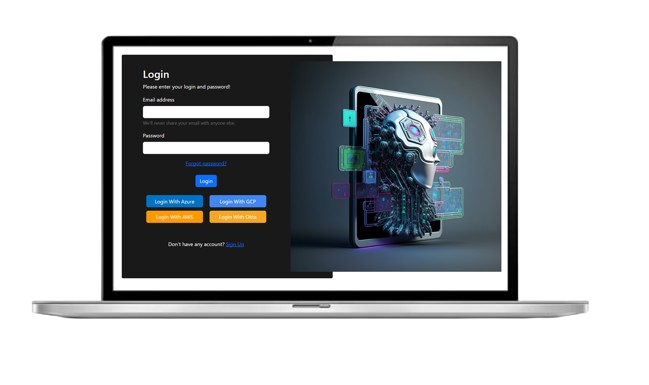 Login
Please enter your login and password!
Email address
We'll never share your email with anyone else.
Password
Forgot password?
Login
Login With Azure
Login With GCP
Login With AWS
Login With Okta
Don't have any account? Sign Up